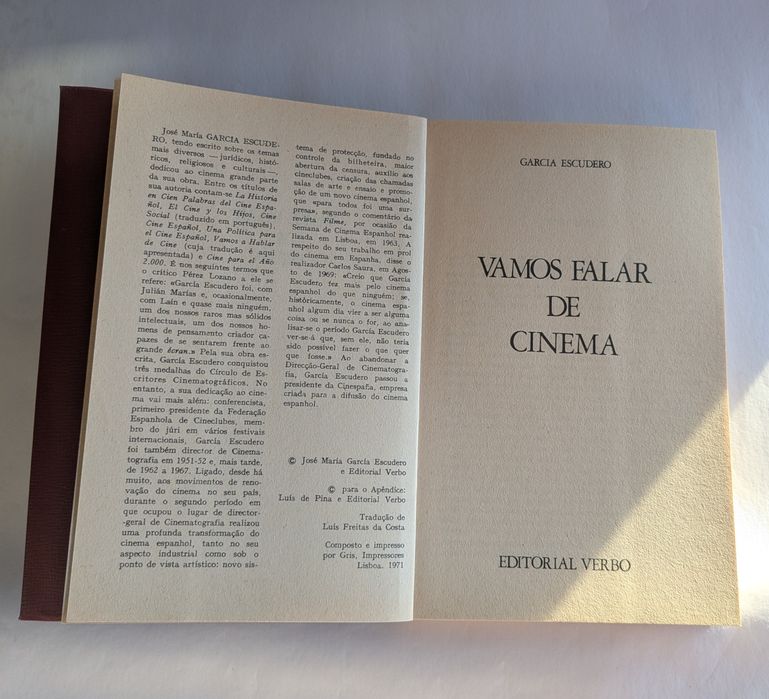 José María GARCIA ESCUDE-
RO, tendo escrito sobre os temas
mais diversos — jurídicos, histó-
ricos, religiosos e culturais —,
dedicou ao cinema grande parte
da sua obra. Entre os títulos de
sua autoria contam-se La Historia
en Cien Palabras del Cine Espa-
ñol, El Cine y los Hijos, Cine
Social (traduzido em português),
Cine Español, Una Política para
el Cine Español, Vamos a Hablar
de Cine (cuja tradução é aqui
apresentada) e Cine para el Año
2.000. É nos seguintes termos que
o crítico Pérez Lozano a ele se
refere: «García Escudero foi, com
Julián Marías e, ocasionalmente,
com Laín e quase mais ninguém,
um dos nossos raros mas sólidos
intelectuais, um dos nossos ho-
mens de pensamento criador ca-
pazes de se sentarem frente ao
grande écran.» Pela sua obra es-
crita, García Escudero conquistou
três medalhas do Círculo de Es-
critores Cinematográficos. No
entanto, a sua dedicação ao cine-
ma vai mais além: conferencista,
primeiro presidente da Federação
Espanhola de Cineclubes, mem-
bro do júri em vários festivais
internacionais, García Escudero
foi também director de Cinema-
tografia em 1951-52 e, mais tarde,
de 1962 a 1967. Ligado, desde há
muito, aos movimentos de reno-
vação do cinema no seu país,
durante o segundo período em
que ocupou o lugar de director-
-geral de Cinematografia realizou
uma profunda transformação do
cinema espanhol, tanto no seu
aspecto industrial como sob o
ponto de vista artístico: novo sis-
tema de protecção, fundado no
controle da bilheteira, maior
abertura da censura, auxílio aos
cineclubes, criação das chamadas
salas de arte e ensaio e promo-
ção de um novo cinema espanhol,
que «para todos foi uma sur-
presa», segundo o comentário da
revista Filme, por ocasião da
Semana de Cinema Espanhol rea-
lizada em Lisboa, em 1963. A
respeito do seu trabalho em prol
do cinema em Espanha, disse o
realizador Carlos Saura, em Agos-
to de 1969: «Creio que García
Escudero fez mais pelo cinema
espanhol do que ninguém; se,
històricamente, o cinema espa-
nhol algum dia vier a ser alguma
coisa ou se nunca o for, ao ana-
lisar-se o período García Escudero
ver-se-á que, sem ele, não teria
sido possível fazer o que quer
que fosse.» Ao abandonar a
Direcção-Geral de Cinematogra-
fia, García Escudero passou a
presidente da Cinespaña, empresa
criada para a difusão do cinema
espanhol.
© José María García Escudero
e Editorial Verbo
© para o Apêndice:
Luís de Pina e Editorial Verbo
Tradução de
Luís Freitas da Costa
Composto e impresso
por Gris, Impressores
Lisboa. 1971
GARCIA ESCUDERO
VAMOS FALAR
DE
CINEMA
EDITORIAL VERBO